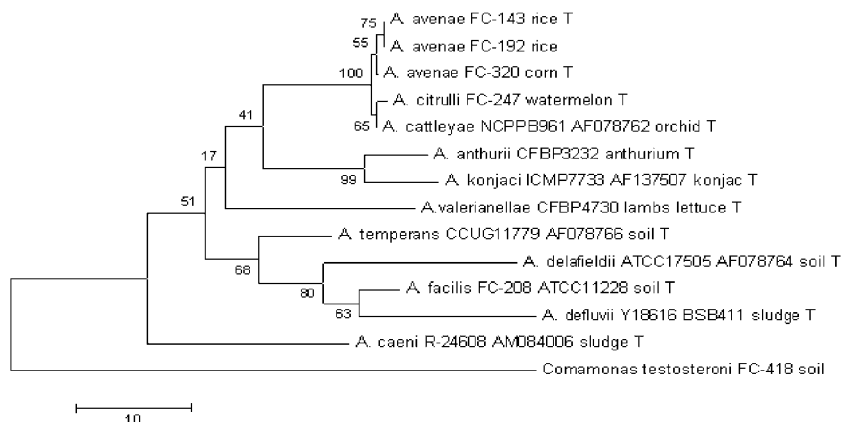 75 A. avenae FC-143 rice T
55 A. avenae FC-192 rice
100 A. avenae FC-320 corn T
A. citrulli FC-247 watermelon T
41
65 A. cattleyae NCPPB961 AF078762 orchid T
17 A. anthurii CFBP3232 anthurium T
99 A. konjaci ICMP7733 AF137507 konjac T
51 A.valerianellae CFBP4730 lambs lettuce T
A. temperans CCUG11779 AF078766 soil T
68 A. delafieldii ATCC17505 AF078764 soil T
80 A. facilis FC-208 ATCC11228 soil T
63 A. defluvii Y18616 BSB411 sludge T
A. caeni R-24608 AM084006 sludge T
Comamonas testosteroni FC-418 soil
10